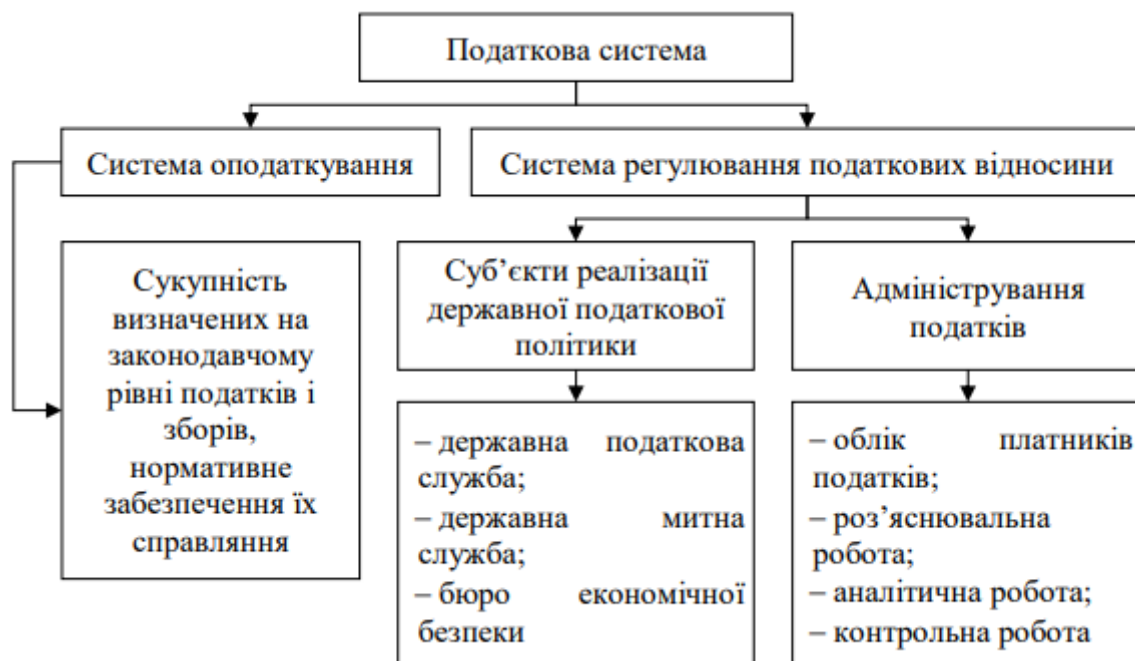 Податкова система
Система оподаткування
Система регулювання податкових відносини
Сукупність
визначених на
законодавчому
рівні податків і
зборів,
нормативне
забезпечення їх
справляння
Суб’єкти реалізації
державної податкової
політики
Адміністрування
податків
– державна податкова
служба;
– державна митна
служба;
– бюро економічної
безпеки
– облік платників
податків;
– роз’яснювальна
робота;
– аналітична робота;
– контрольна робота